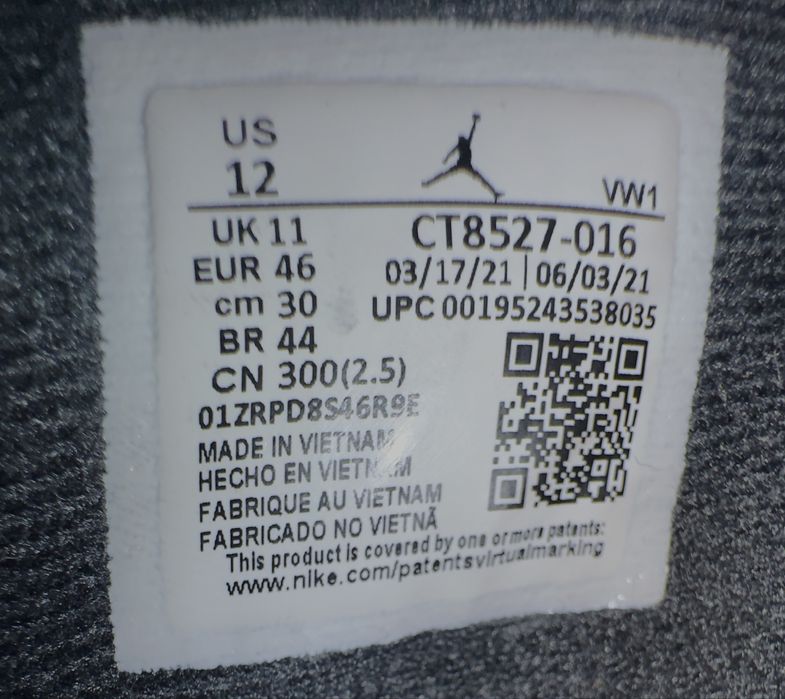 US
12
VW1
UK 11
CT8527-016
EUR 46
03/17/21 | 06/03/21
cm 30
UPC 00195243538035
BR 44
CN 300(2.5)
01ZRPD8S46R9E
MADE IN VIETNAM
HECHO EN VIETNAM
FABRIQUE AU VIETNAM
FABRICADO NO VIETNÃ
This product is covered by one or more patents:
www.nike.com/patentsvirtualmarking